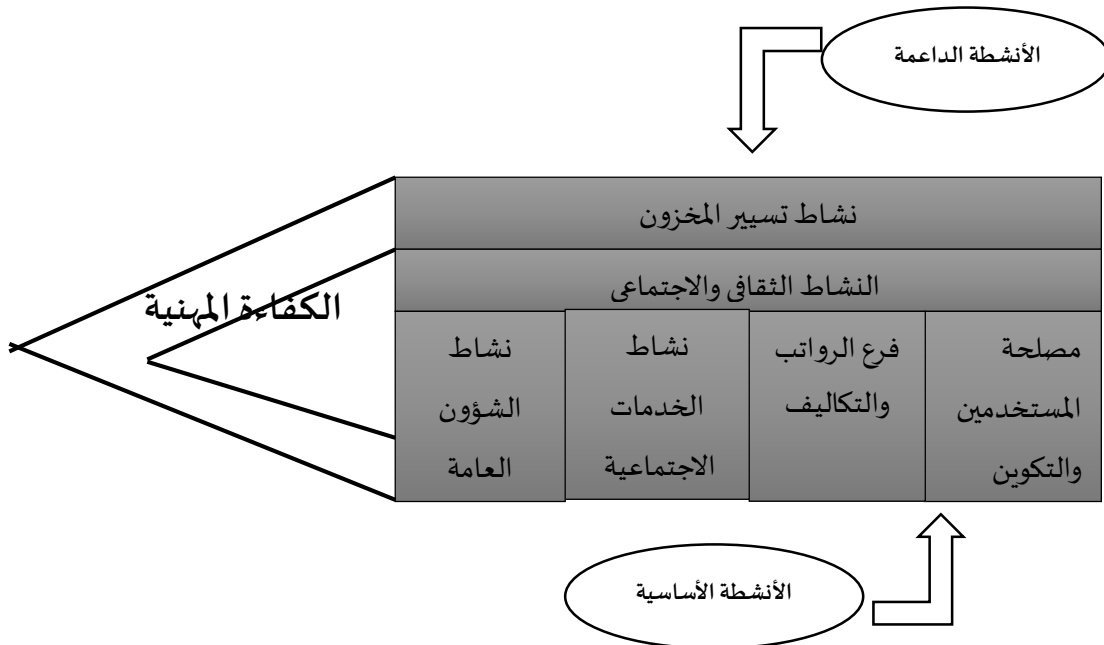 الأنشطة الداعمة
نشاط تسيير المخزون
النشاط الثقافي والاجتماعي
الكفاءة المهنية
مصلحة
المستخدمين
والتكوين
فرع الرواتب
والتكاليف
نشاط
الخدمات
الاجتماعية
نشاط
الشؤون
العامة
الأنشطة الأساسية